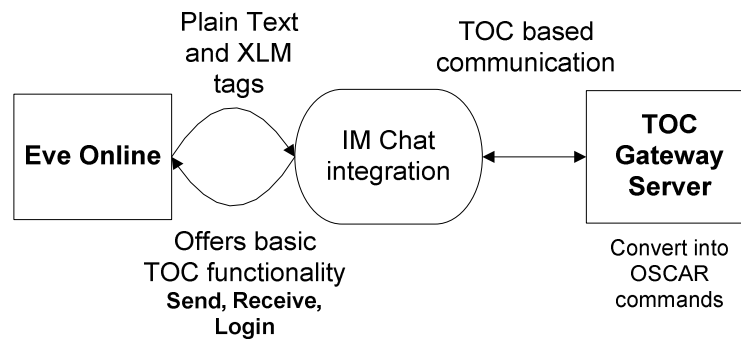 Plain Text
and XLM
tags
TOC based
communication
Eve Online
IM Chat
integration
TOC
Gateway
Server
Offers basic
TOC functionality
Send, Receive,
Login
Convert into
OSCAR
commands